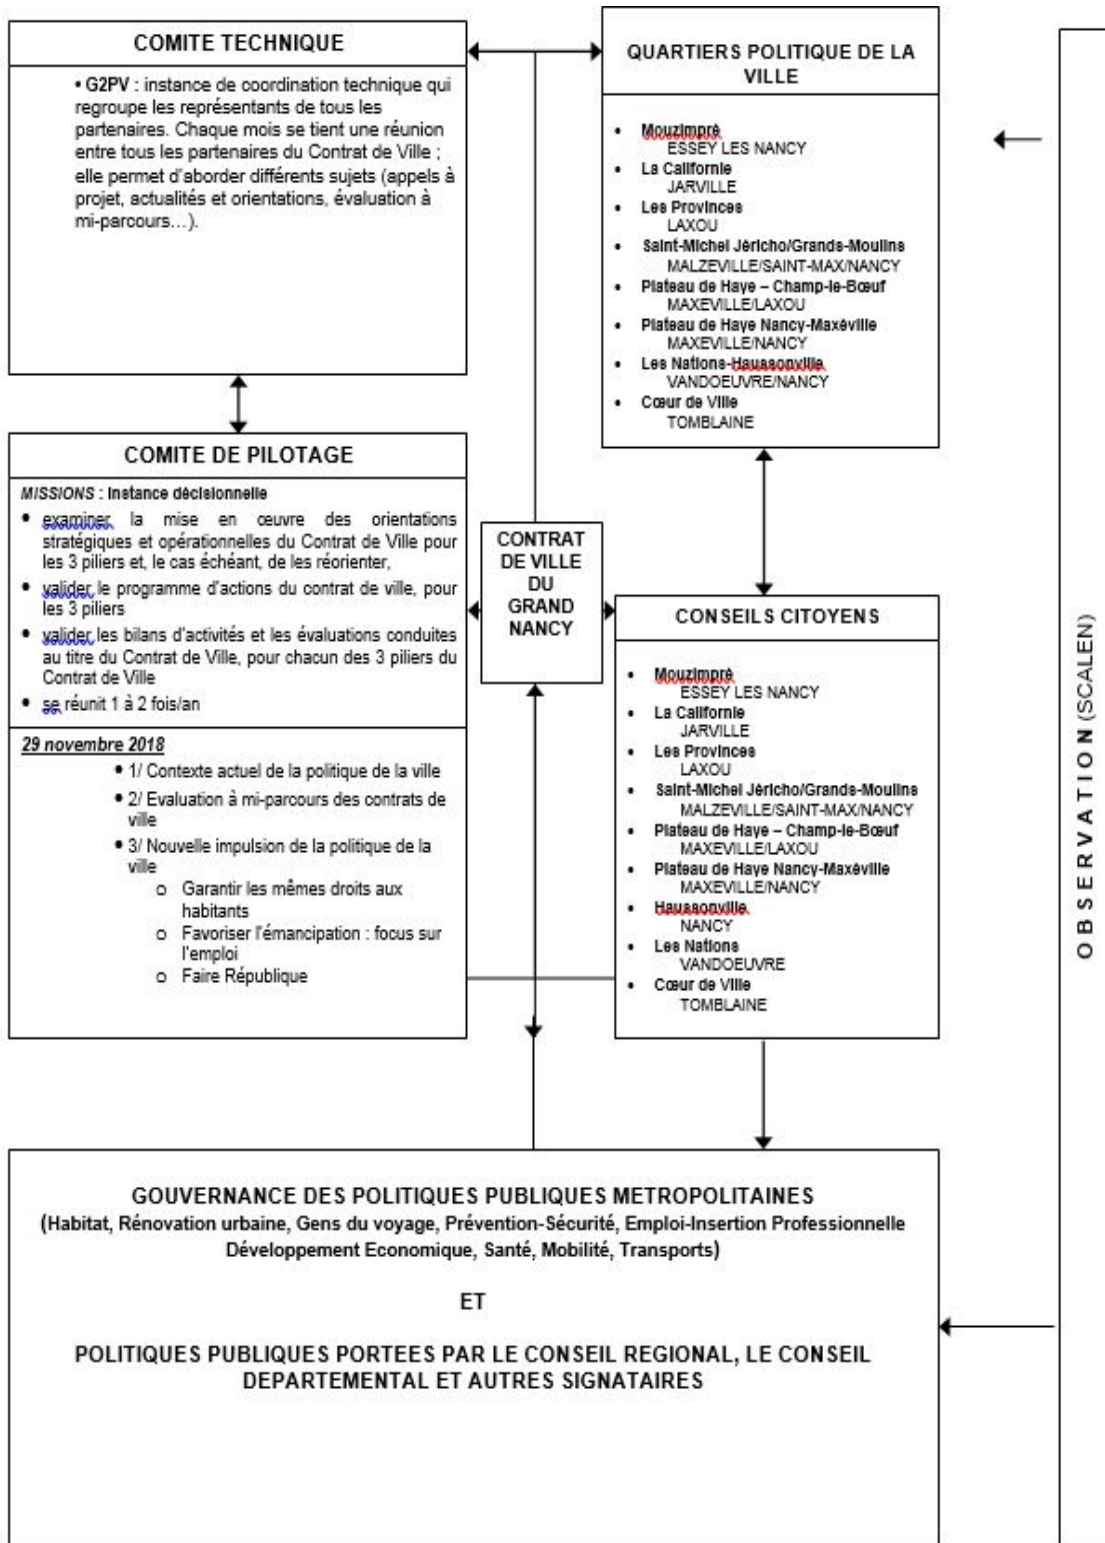 COMITE TECHNIQUE
• G2PV : instance de coordination technique qui
regroupe les représentants de tous les
partenaires. Chaque mois se tient une réunion
entre tous les partenaires du Contrat de Ville ;
elle permet d'aborder différents sujets (appels à
projet, actualités et orientations, évaluation à
mi-parcours…).
QUARTIERS POLITIQUE DE LA
VILLE
• Mouzimpré
ESSEY LES NANCY
• La Californie
JARVILLE
• Les Provinces
LAXOU
• Saint-Michel Jéricho/Grands-Moulins
MALZEVILLE/SAINT-MAX/NANCY
• Plateau de Haye – Champ-le-Bœuf
MAXEVILLE/LAXOU
• Plateau de Haye Nancy-Maxéville
MAXEVILLE/NANCY
• Les Nations-Haussonville
VANDOEUVRE/NANCY
• Cœur de Ville
TOMBLAINE
COMITE DE PILOTAGE
MISSIONS : Instance décisionnelle
• examiner la mise en œuvre des orientations
stratégiques et opérationnelles du Contrat de Ville pour
les 3 piliers et, le cas échéant, de les réorienter,
• valider le programme d'actions du contrat de ville, pour
les 3 piliers
• valider les bilans d'activités et les évaluations conduites
au titre du Contrat de Ville, pour chacun des 3 piliers du
Contrat de Ville
• se réunit 1 à 2 fois/an
29 novembre 2018
• 1/ Contexte actuel de la politique de la ville
• 2/ Evaluation à mi-parcours des contrats de
ville
• 3/ Nouvelle impulsion de la politique de la
ville
o Garantir les mêmes droits aux
habitants
o Favoriser l'émancipation : focus sur
l'emploi
o Faire République
CONTRAT
DE VILLE
DU
GRAND
NANCY
CONSEILS CITOYENS
• Mouzimpré
ESSEY LES NANCY
• La Californie
JARVILLE
• Les Provinces
LAXOU
• Saint-Michel Jéricho/Grands-Moulins
MALZEVILLE/SAINT-MAX/NANCY
• Plateau de Haye – Champ-le-Bœuf
MAXEVILLE/LAXOU
• Plateau de Haye Nancy-Maxéville
MAXEVILLE/NANCY
• Haussonville
NANCY
• Les Nations
VANDOEUVRE
• Cœur de Ville
TOMBLAINE
GOUVERNANCE DES POLITIQUES PUBLIQUES METROPOLITAINES
(Habitat, Rénovation urbaine, Gens du voyage, Prévention-Sécurité, Emploi-Insertion Professionnelle
Développement Economique, Santé, Mobilité, Transports)
ET
POLITIQUES PUBLIQUES PORTEES PAR LE CONSEIL REGIONAL, LE CONSEIL
DEPARTEMENTAL ET AUTRES SIGNATAIRES
OBSERVATION (SCALEN)